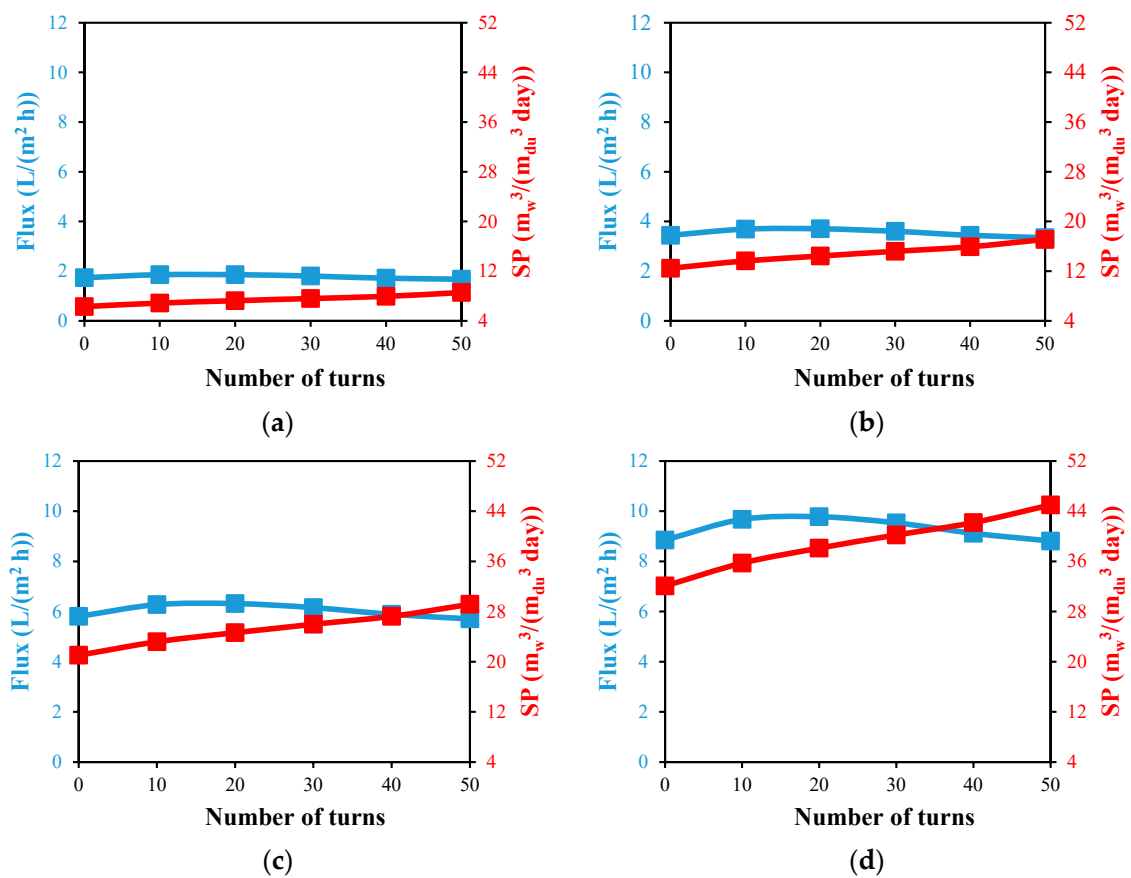 12
10
8
6
4
2
0
Flux (L/(m² h))
52
44
36
28
20
12
4
SP (m_w³/(m_du³ day))
0 10 20 30 40 50
Number of turns
(a)
12
10
8
6
4
2
0
Flux (L/(m² h))
52
44
36
28
20
12
4
SP (m_w³/(m_du³ day))
0 10 20 30 40 50
Number of turns
(b)
12
10
8
6
4
2
0
Flux (L/(m² h))
52
44
36
28
20
12
4
SP (m_w³/(m_du³ day))
0 10 20 30 40 50
Number of turns
(c)
12
10
8
6
4
2
0
Flux (L/(m² h))
52
44
36
28
20
12
4
SP (m_w³/(m_du³ day))
0 10 20 30 40 50
Number of turns
(d)